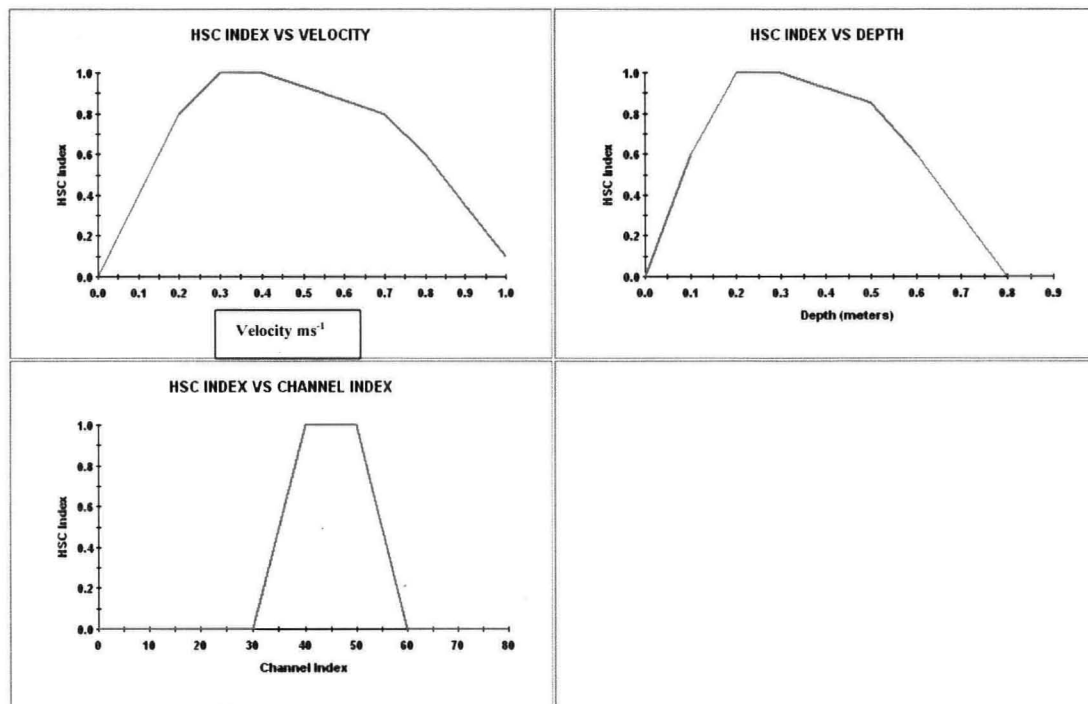 HSC INDEX VS VELOCITY
HSC Index
1.0
0.8
0.6
0.4
0.2
0.0
0.0 0.1 0.2 0.3 0.4 0.5 0.6 0.7 0.8 0.9 1.0
Velocity ms⁻¹
HSC INDEX VS DEPTH
HSC Index
1.0
0.8
0.6
0.4
0.2
0.0
0.0 0.1 0.2 0.3 0.4 0.5 0.6 0.7 0.8 0.9
Depth (meters)
HSC INDEX VS CHANNEL INDEX
HSC Index
1.0
0.8
0.6
0.4
0.2
0.0
0 10 20 30 40 50 60 70 80
Channel Index